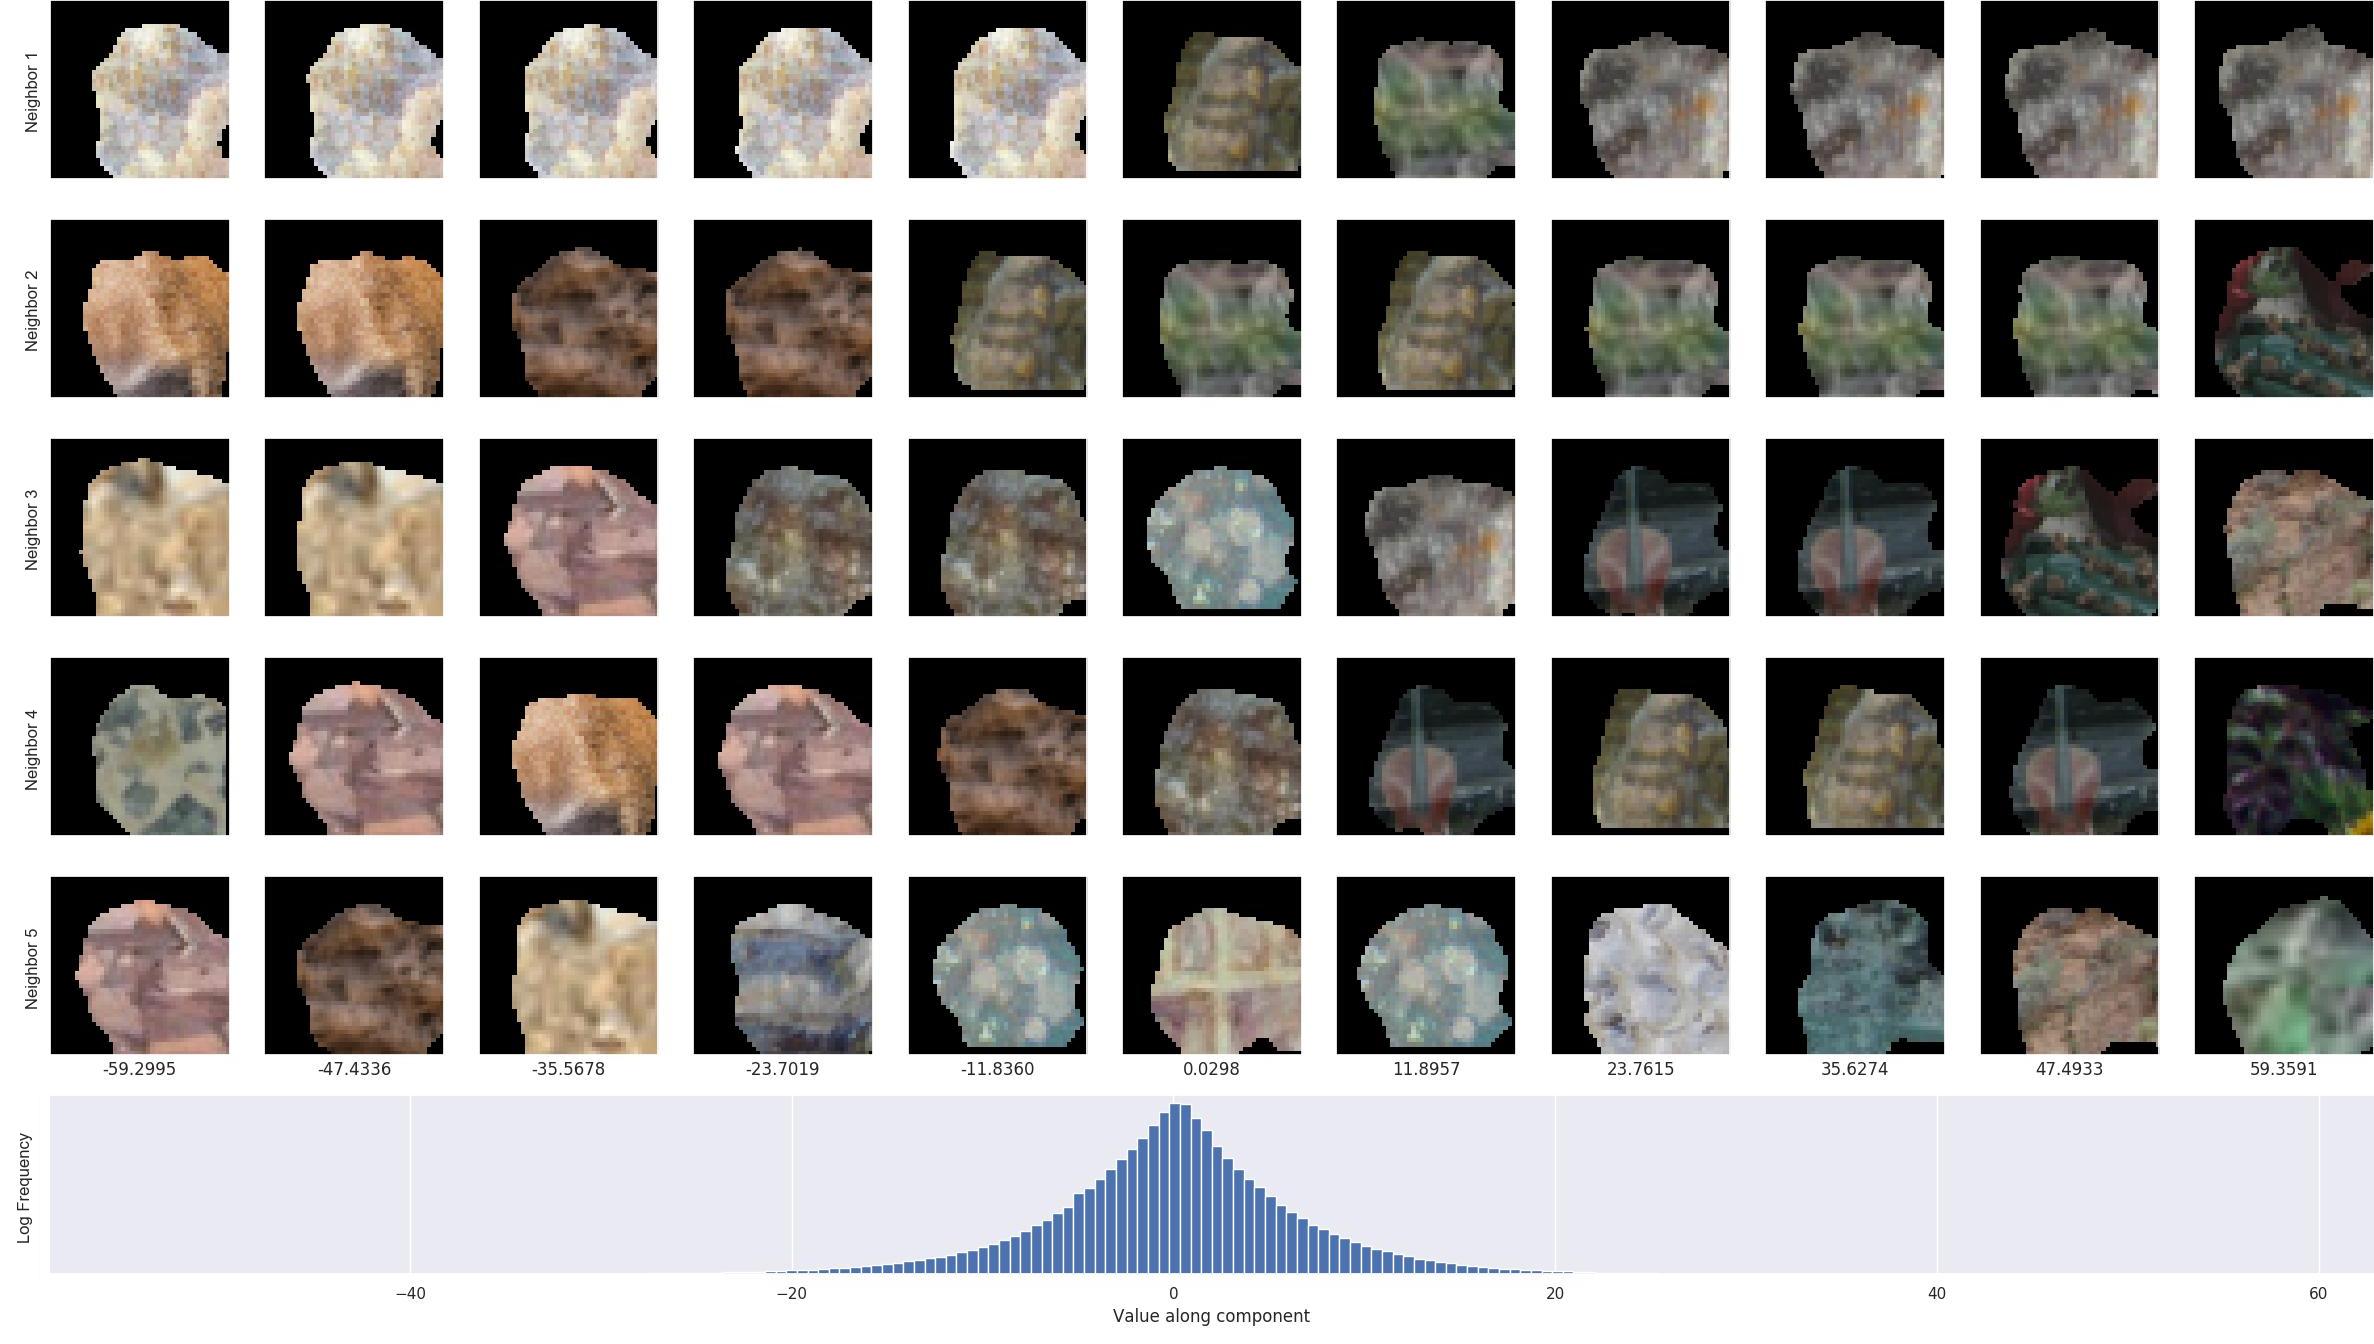 Neighbor 1
Neighbor 2
Neighbor 3
Neighbor 4
Neighbor 5
-59.2995 -47.4336 -35.5678 -23.7019 -11.8360 0.0298 11.8957 23.7615 35.6274 47.4933 59.3591
Log Frequency
−40 −20 0 20 40 60
Value along component